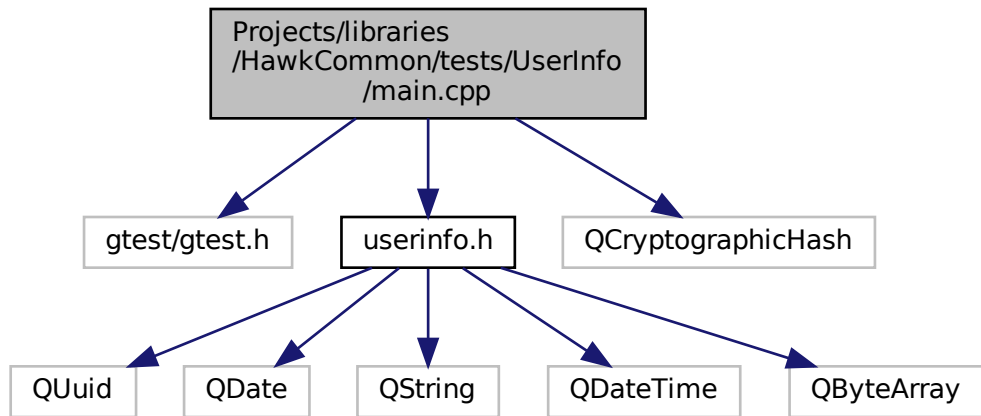 Projects/libraries
/HawkCommon/tests/UserInfo
/main.cpp
gtest/gtest.h
userinfo.h
QCryptographicHash
QUuid
QDate
QString
QDateTime
QByteArray